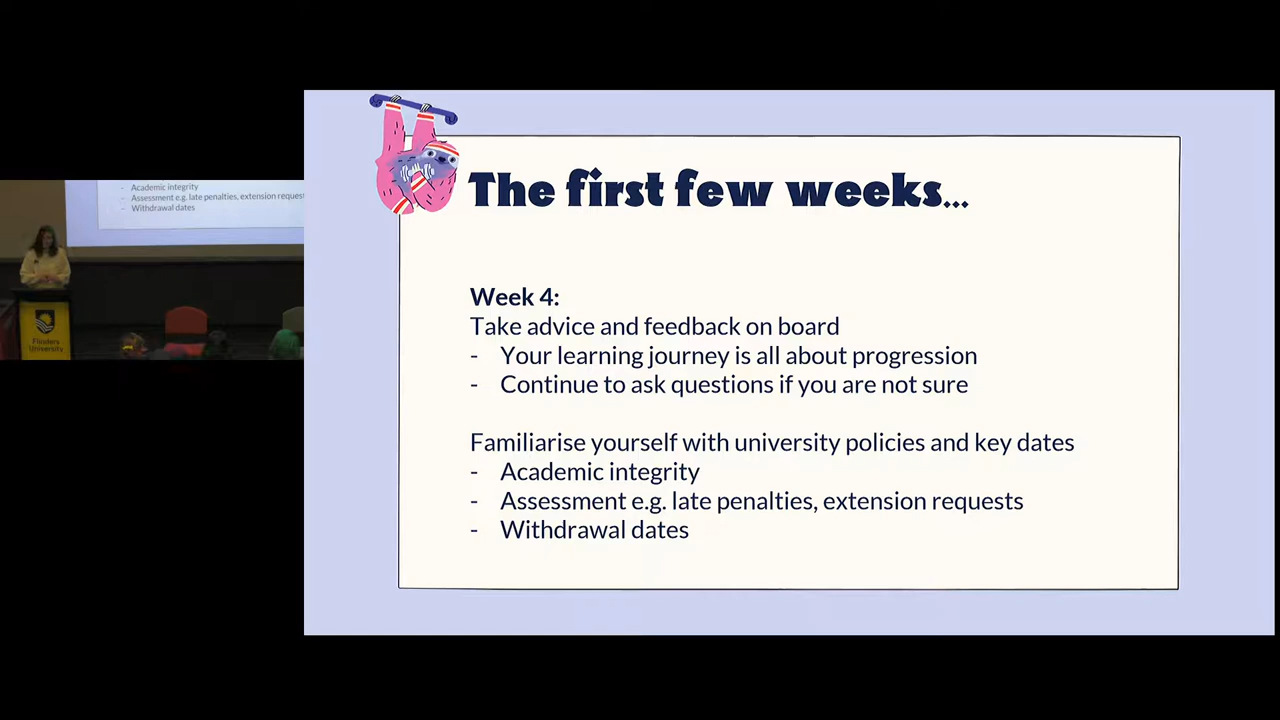 The first few weeks...
Week 4:
Take advice and feedback on board
- Your learning journey is all about progression
- Continue to ask questions if you are not sure
Familiarise yourself with university policies and key dates
- Academic integrity
- Assessment e.g. late penalties, extension requests
- Withdrawal dates
- Academic integrity
- Assessment e.g. late penalties, extension request
- Withdrawal dates
Flinders
University